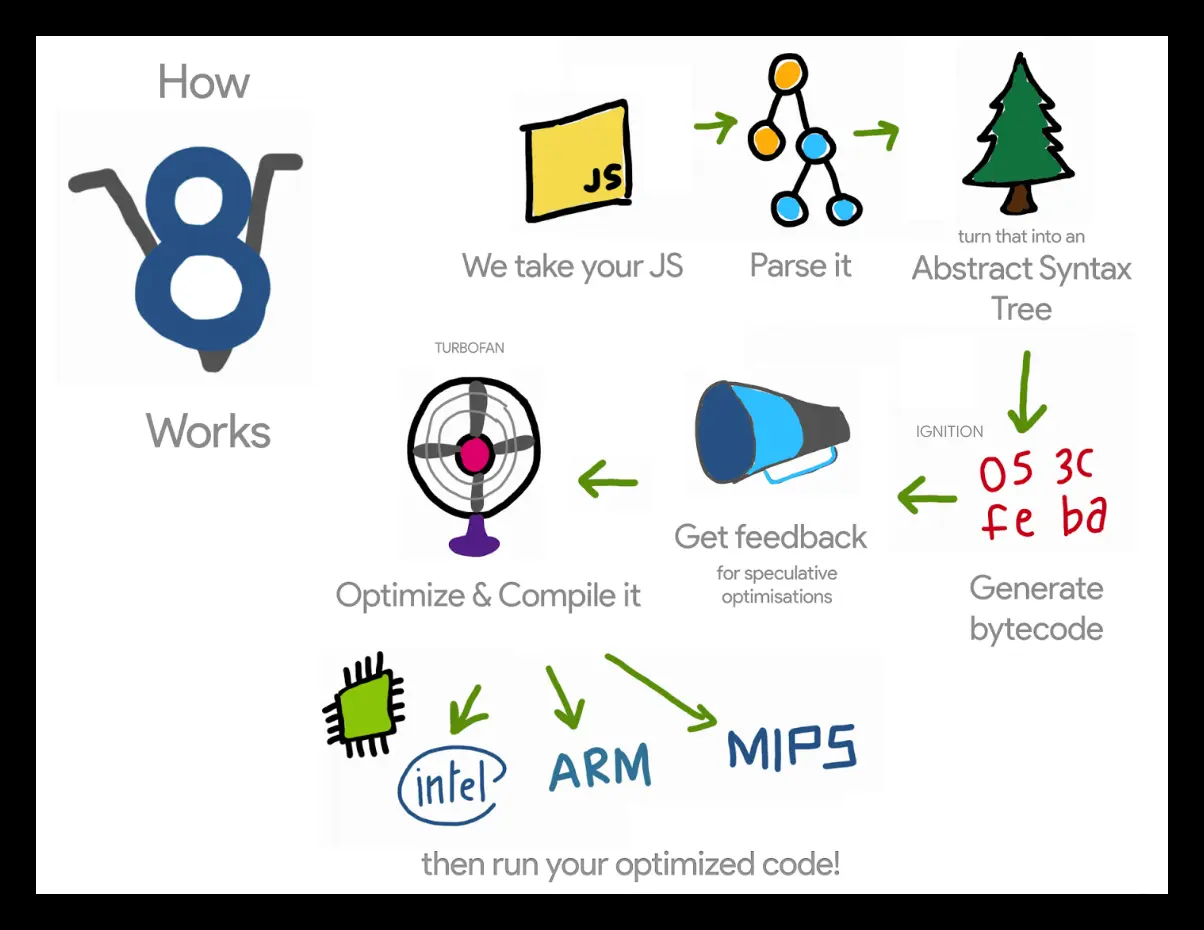 How
8
Works
JS
We take your JS
Parse it
turn that into an
Abstract Syntax
Tree
IGNITION
05 3C
fe ba
Generate
bytecode
Get feedback
for speculative
optimisations
TURBOFAN
Optimize & Compile it
intel
ARM
MIPS
then run your optimized code!